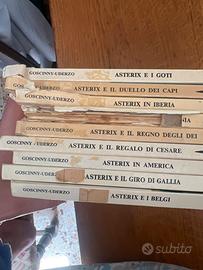 GOSCINNY-UDERZO ASTERIX E I GOTI
GOSCINNY ASTERIX E IL DUELLO DEI CAPI
GOSCINNY-UDERZO ASTERIX IN IBERIA
GOSCINNY-UDERZO ASTERIX E IL REGNO DEGLI DEI
GOSCINNY-UDERZO ASTERIX E IL REGALO DI CESARE
GOSCINNY-UDERZO ASTERIX IN AMERICA
GOSCINNY-UDERZO ASTERIX E IL GIRO DI GALLIA
GOSCINNY-UDERZO ASTERIX E I BELGI
subito